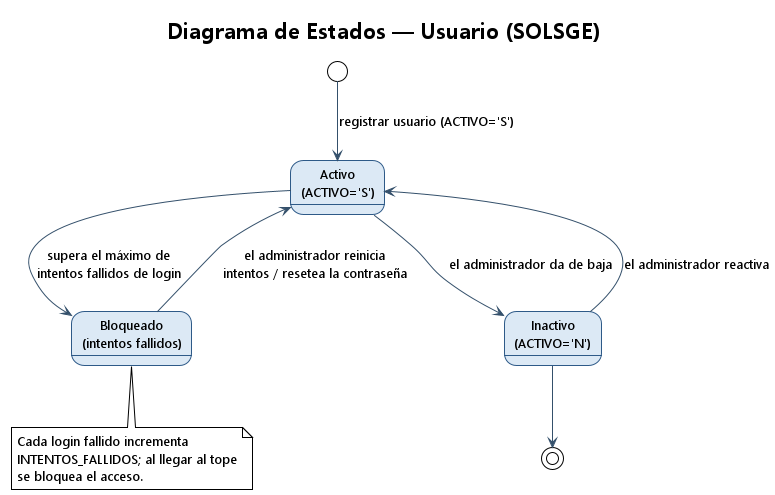 Diagrama de Estados — Usuario (SOLSGE)
registrar usuario (ACTIVO='S')
Activo
(ACTIVO='S')
supera el máximo de
intentos fallidos de login
el administrador reinicia
intentos / resetea la contraseña
el administrador da de baja
el administrador reactiva
Bloqueado
(intentos fallidos)
Inactivo
(ACTIVO='N')
Cada login fallido incrementa
INTENTOS_FALLIDOS; al llegar al tope
se bloquea el acceso.